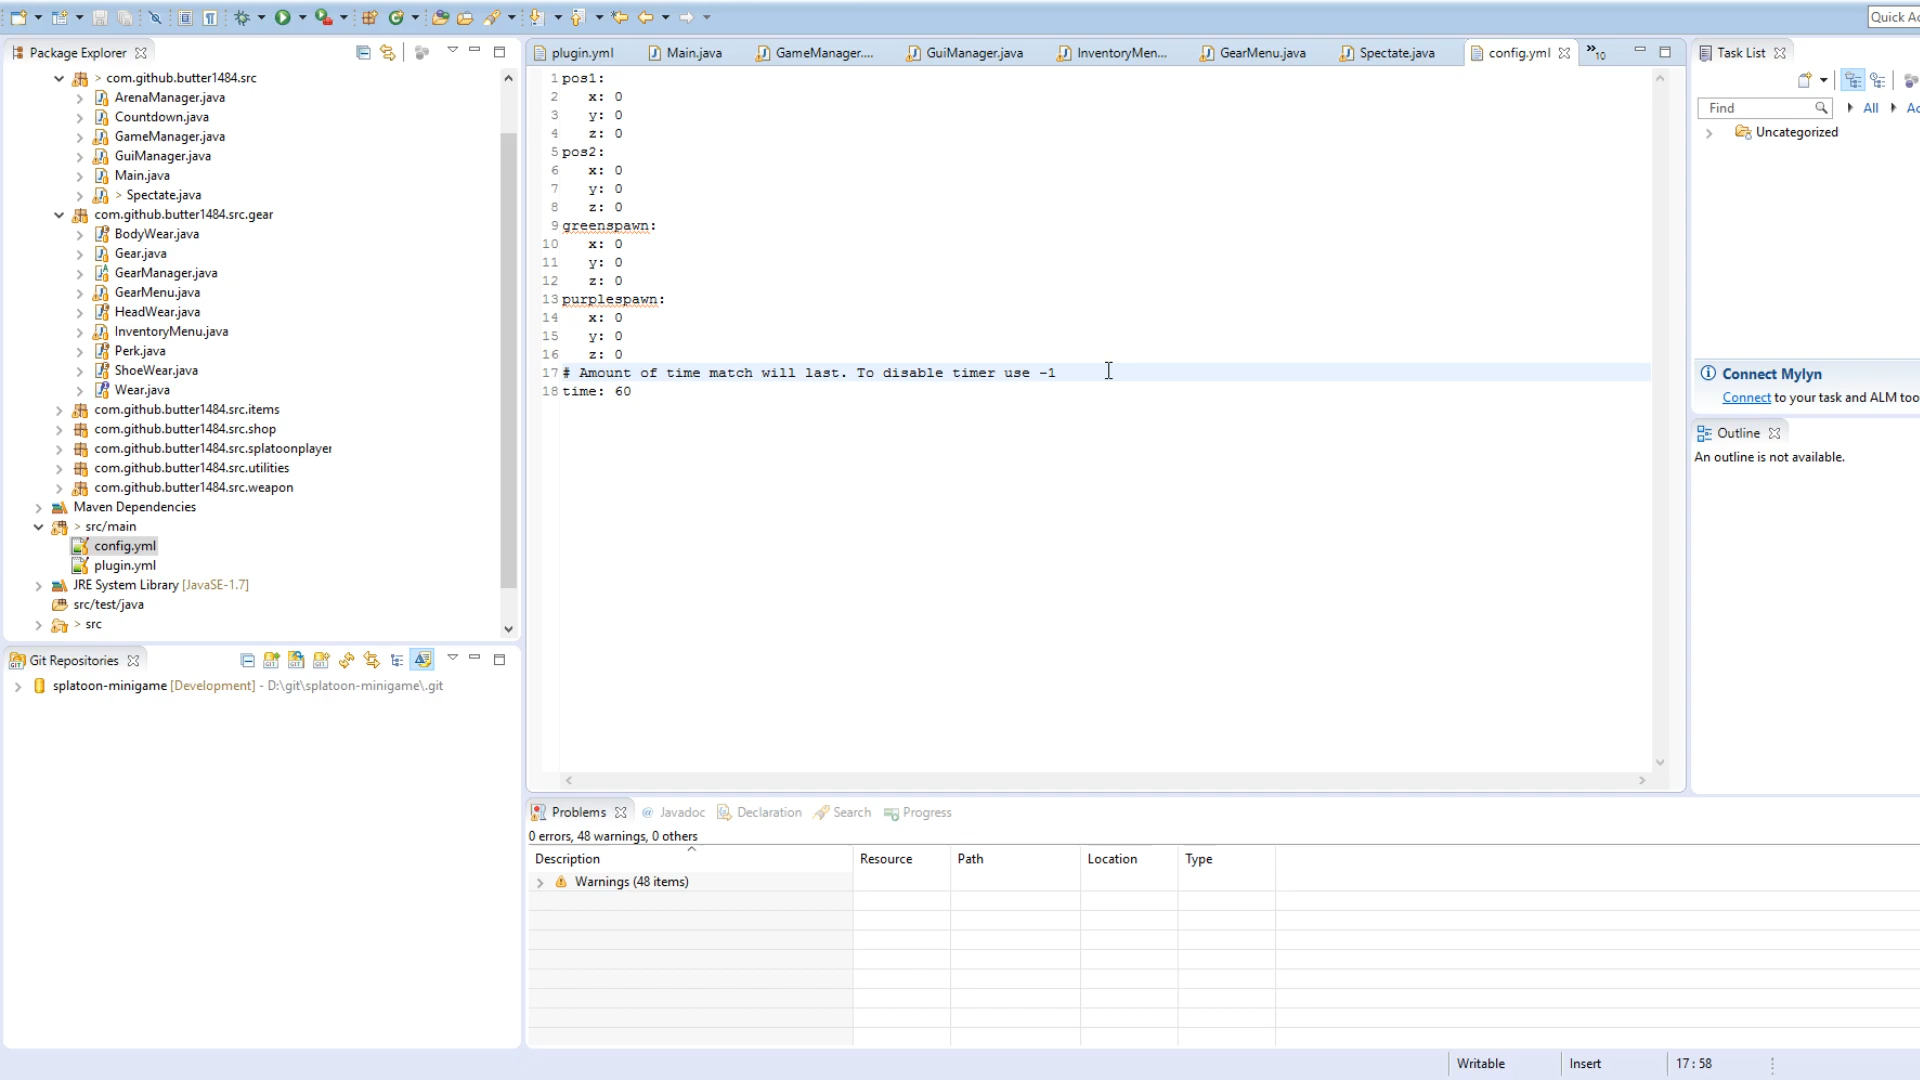 Quick Ac
Package Explorer
> com.github.butter1484.src
ArenaManager.java
Countdown.java
GameManager.java
GuiManager.java
Main.java
> Spectate.java
com.github.butter1484.src.gear
BodyWear.java
Gear.java
GearManager.java
GearMenu.java
HeadWear.java
InventoryMenu.java
Perk.java
ShoeWear.java
Wear.java
com.github.butter1484.src.items
com.github.butter1484.src.shop
com.github.butter1484.src.splatoonplayer
com.github.butter1484.src.utilities
com.github.butter1484.src.weapon
Maven Dependencies
> src/main
config.yml
plugin.yml
JRE System Library [JavaSE-1.7]
src/test/java
> src
Git Repositories
splatoon-minigame [Development] - D:\git\splatoon-minigame\.git
plugin.yml Main.java GameManager.... GuiManager.java InventoryMen... GearMenu.java Spectate.java config.yml »10
1 pos1:
2 x: 0
3 y: 0
4 z: 0
5 pos2:
6 x: 0
7 y: 0
8 z: 0
9 greenspawn:
10 x: 0
11 y: 0
12 z: 0
13 purplespawn:
14 x: 0
15 y: 0
16 z: 0
17 # Amount of time match will last. To disable timer use -1
18 time: 60
Task List
Find All Ac
Uncategorized
Connect Mylyn
Connect to your task and ALM too
Outline
An outline is not available.
Problems @ Javadoc Declaration Search Progress
0 errors, 48 warnings, 0 others
Description Resource Path Location Type
Warnings (48 items)
Writable Insert 17 : 58